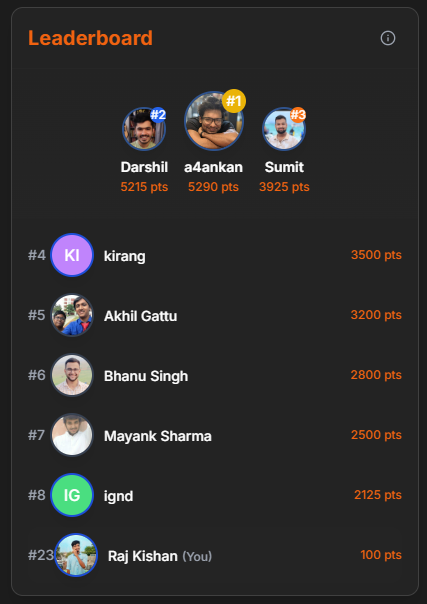 Leaderboard
#2 #1 #3
Darshil a4ankan Sumit
5215 pts 5290 pts 3925 pts
#4 KI kirang 3500 pts
#5 Akhil Gattu 3200 pts
#6 Bhanu Singh 2800 pts
#7 Mayank Sharma 2500 pts
#8 IG ignd 2125 pts
#23 Raj Kishan (You) 100 pts